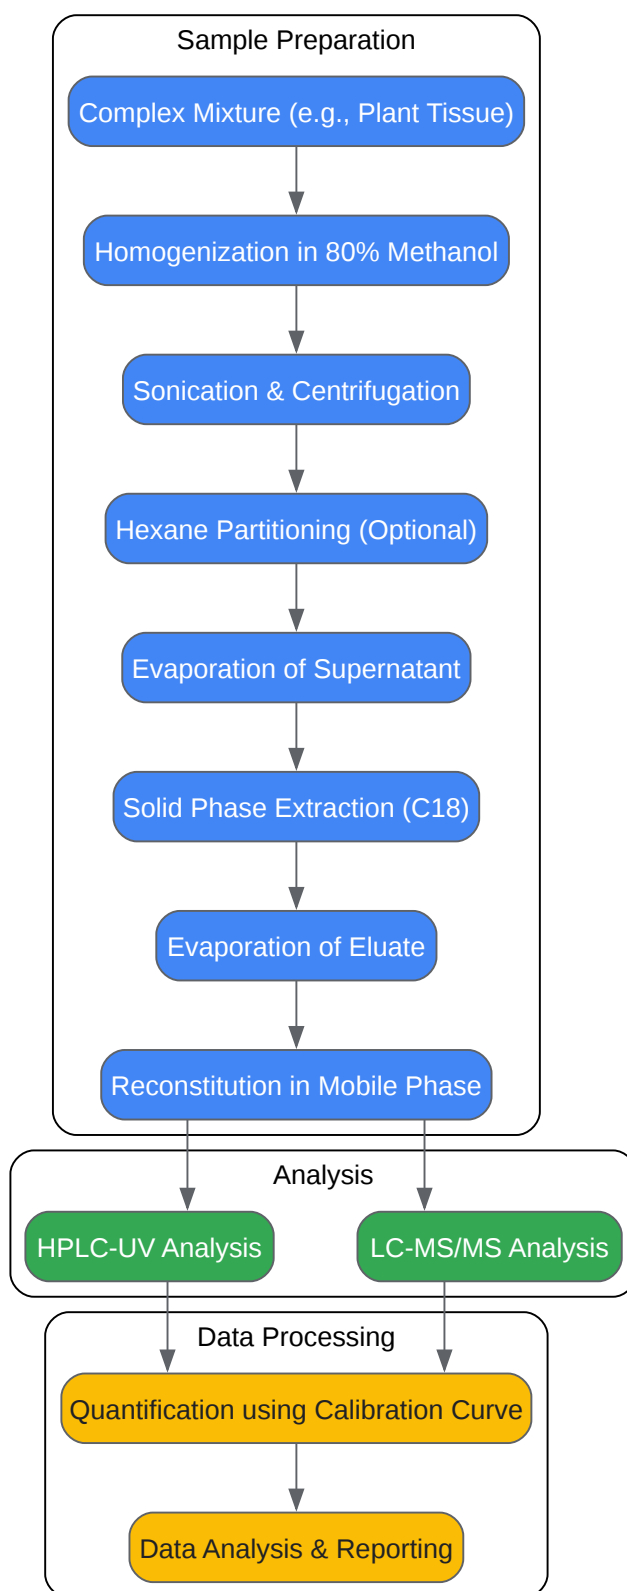 Sample Preparation
Complex Mixture (e.g., Plant Tissue)
Homogenization in 80% Methanol
Sonication & Centrifugation
Hexane Partitioning (Optional)
Evaporation of Supernatant
Solid Phase Extraction (C18)
Evaporation of Eluate
Reconstitution in Mobile Phase
Analysis
HPLC-UV Analysis
LC-MS/MS Analysis
Data Processing
Quantification using Calibration Curve
Data Analysis & Reporting